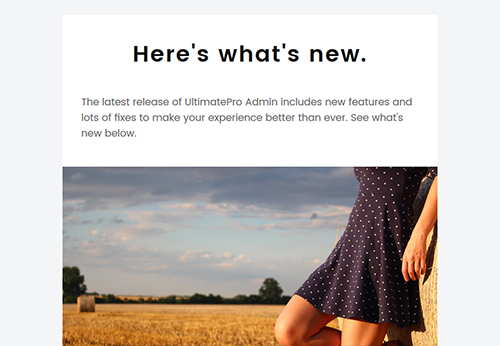 Here's what's new.
The latest release of UltimatePro Admin includes new features and
lots of fixes to make your experience better than ever. See what's
new below.